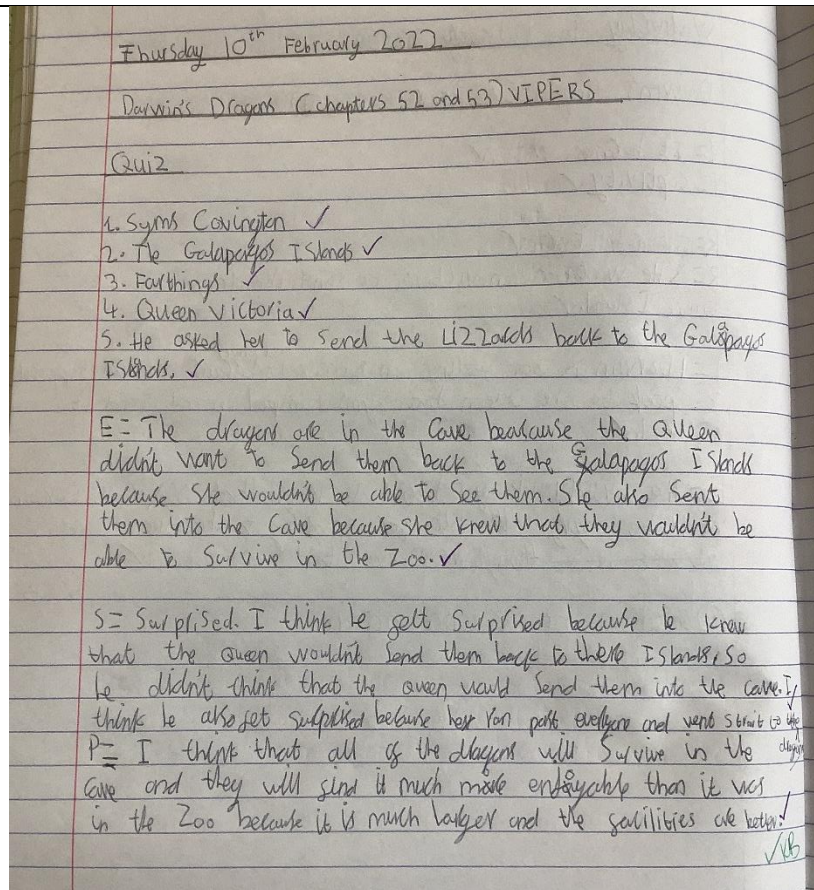 Thursday 10th February 2022
Darwin's Dragons (chapters 52 and 53) VIPERS
Quiz
1. Syms Covington ✓
2. The Galapagos Islands ✓
3. Farthings ✓
4. Queen Victoria ✓
5. He asked her to Send the Lizzards back to the Galapagos
Islands. ✓
E = The dragons are in the Cave bearcause the Queen
didn't want to Send them back to the Galapagos Islands
because She wouldn't be able to See them. She also Sent
them into the Cave because she knew that they wouldn't be
able to Survive in the Zoo. ✓
S = Surprised. I think he felt Surprised because he knew
that the Queen wouldn't Send them back to there Islands, So
he didn't think that the Queen would Send them into the Cave. I
think he also felt surprised because her ran past everyone and went strait to the
dragon
P = I think that all of the dragons will Survive in the
Cave and they will find it much more enjoyable than it was
in the Zoo because it is much larger and the facilities are better. ✓
✓KB